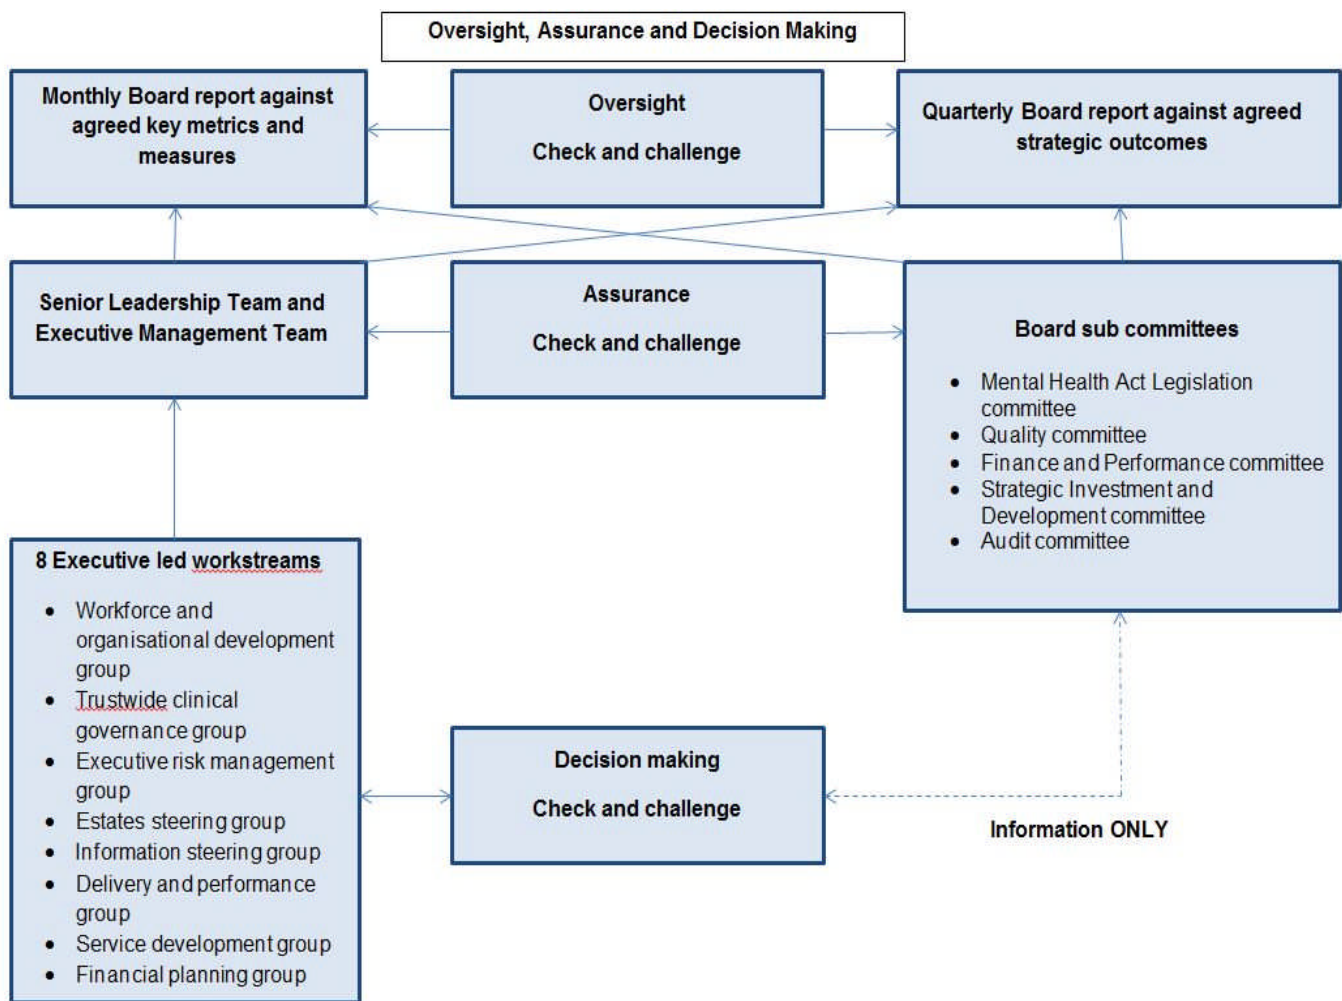 Oversight, Assurance and Decision Making
Monthly Board report against
agreed key metrics and
measures
Oversight
Check and challenge
Quarterly Board report against agreed
strategic outcomes
Senior Leadership Team and
Executive Management Team
Assurance
Check and challenge
Board sub committees
• Mental Health Act Legislation
committee
• Quality committee
• Finance and Performance committee
• Strategic Investment and
Development committee
• Audit committee
8 Executive led workstreams
• Workforce and
organisational development
group
• Trustwide clinical
governance group
• Executive risk management
group
• Estates steering group
• Information steering group
• Delivery and performance
group
• Service development group
• Financial planning group
Decision making
Check and challenge
Information ONLY